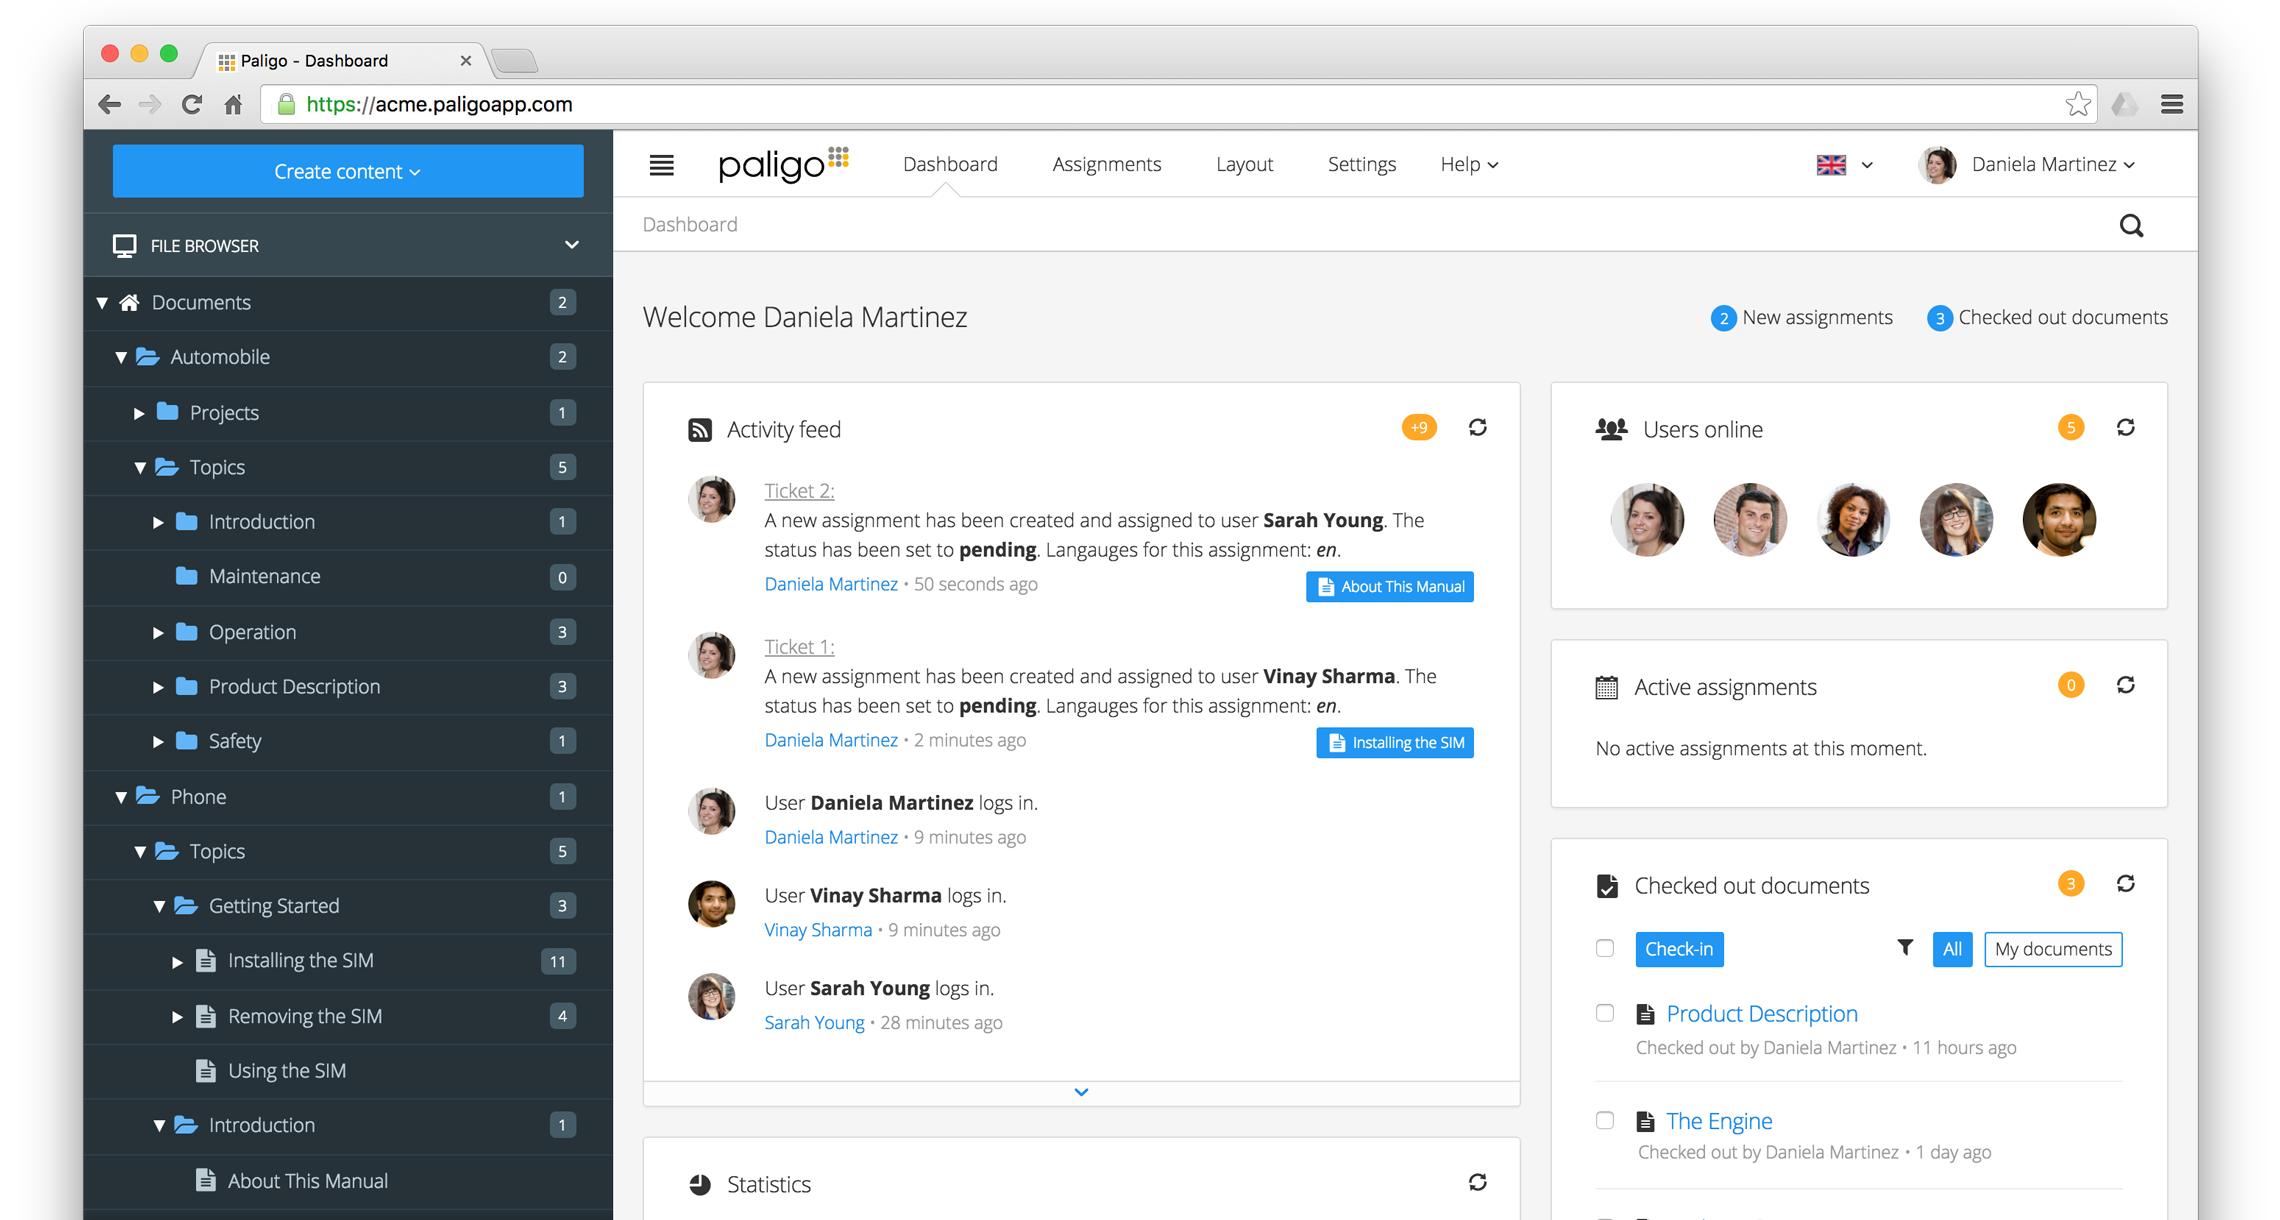 Paligo - Dashboard
https://acme.paligoapp.com
Create content
FILE BROWSER
Documents 2
Automobile 2
Projects 1
Topics 5
Introduction 1
Maintenance 0
Operation 3
Product Description 3
Safety 1
Phone 1
Topics 5
Getting Started 3
Installing the SIM 11
Removing the SIM 4
Using the SIM
Introduction 1
About This Manual
paligo Dashboard Assignments Layout Settings Help Daniela Martinez
Dashboard
Welcome Daniela Martinez
2 New assignments 3 Checked out documents
Activity feed +9
Ticket 2:
A new assignment has been created and assigned to user Sarah Young. The
status has been set to pending. Langauges for this assignment: en.
Daniela Martinez • 50 seconds ago
About This Manual
Ticket 1:
A new assignment has been created and assigned to user Vinay Sharma. The
status has been set to pending. Langauges for this assignment: en.
Daniela Martinez • 2 minutes ago
Installing the SIM
User Daniela Martinez logs in.
Daniela Martinez • 9 minutes ago
User Vinay Sharma logs in.
Vinay Sharma • 9 minutes ago
User Sarah Young logs in.
Sarah Young • 28 minutes ago
Statistics
Users online 5
Active assignments 0
No active assignments at this moment.
Checked out documents 3
Check-in All My documents
Product Description
Checked out by Daniela Martinez • 11 hours ago
The Engine
Checked out by Daniela Martinez • 1 day ago